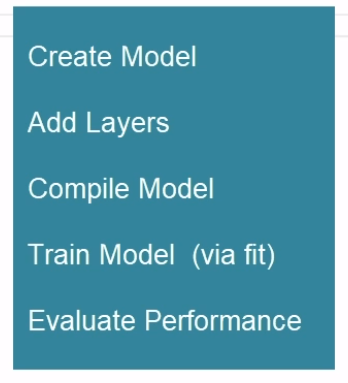 Create Model
Add Layers
Compile Model
Train Model (via fit)
Evaluate Performance